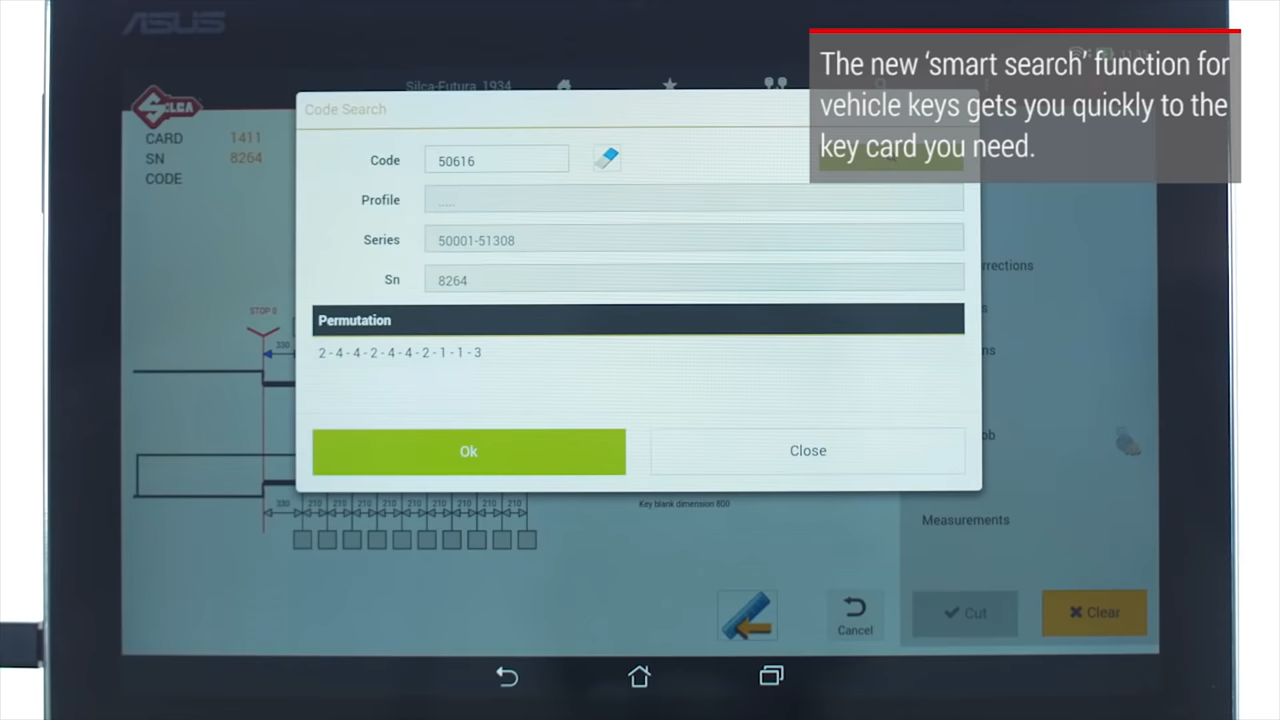 ASUS
The new ‘smart search’ function for
vehicle keys gets you quickly to the
key card you need.
Silca-Futura 1934
SILCA
CARD 1411
SN 8264
CODE
Code Search
Code 50616
Profile .....
Series 50001-51308
Sn 8264
Permutation
2 - 4 - 4 - 2 - 4 - 4 - 2 - 1 - 1 - 3
Ok Close
STOP 0
330
330 210 210 210 210 210 210 210 210 210
Key blank dimension 800
Measurements
Cancel
Cut
Clear